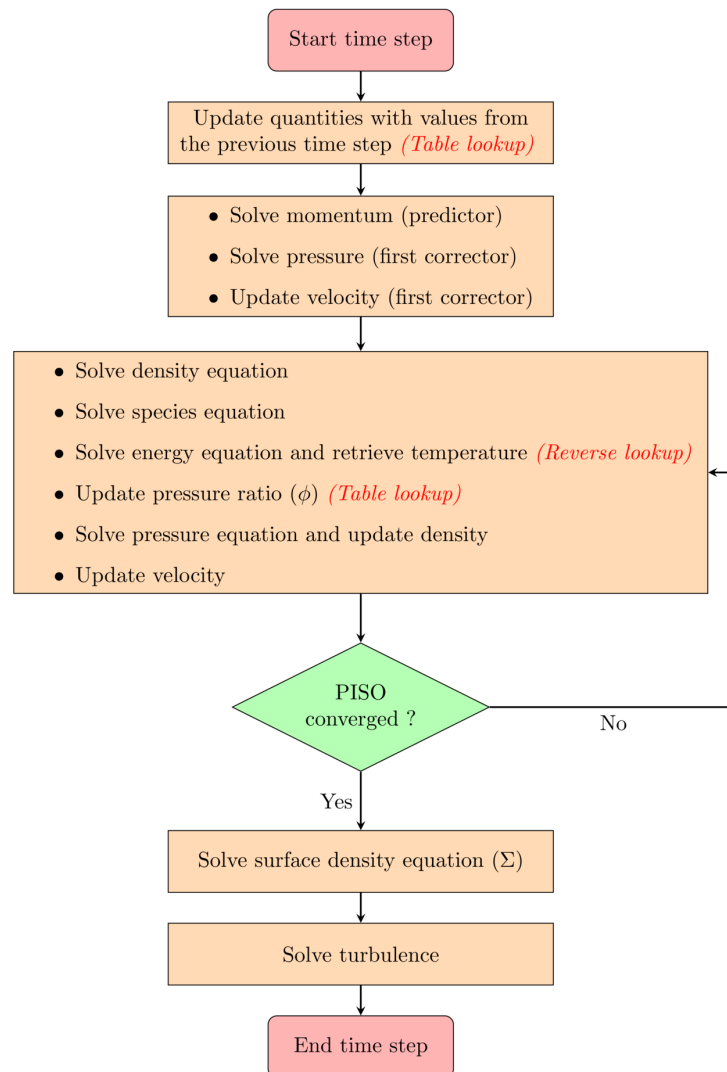 Start time step
Update quantities with values from
the previous time step (Table lookup)
• Solve momentum (predictor)
• Solve pressure (first corrector)
• Update velocity (first corrector)
• Solve density equation
• Solve species equation
• Solve energy equation and retrieve temperature (Reverse lookup)
• Update pressure ratio (ϕ) (Table lookup)
• Solve pressure equation and update density
• Update velocity
PISO
converged ?
No
Yes
Solve surface density equation (Σ)
Solve turbulence
End time step